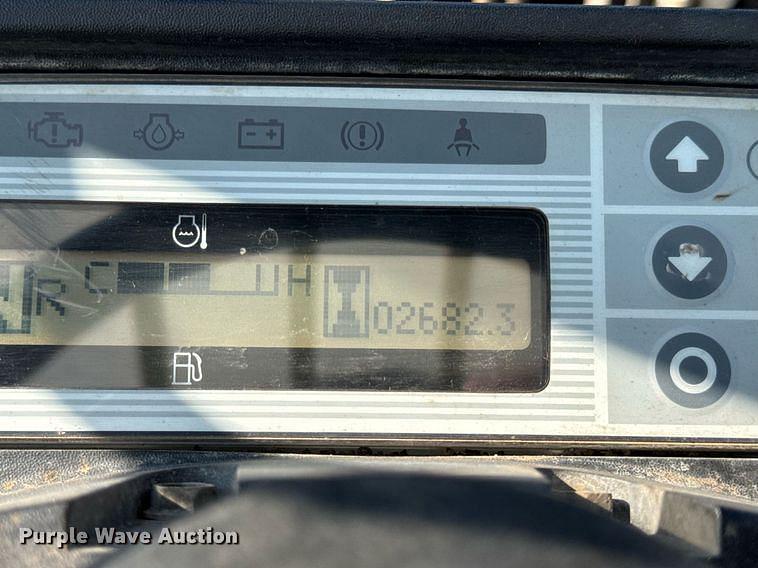 C H
R
02682.3
Purple Wave Auction